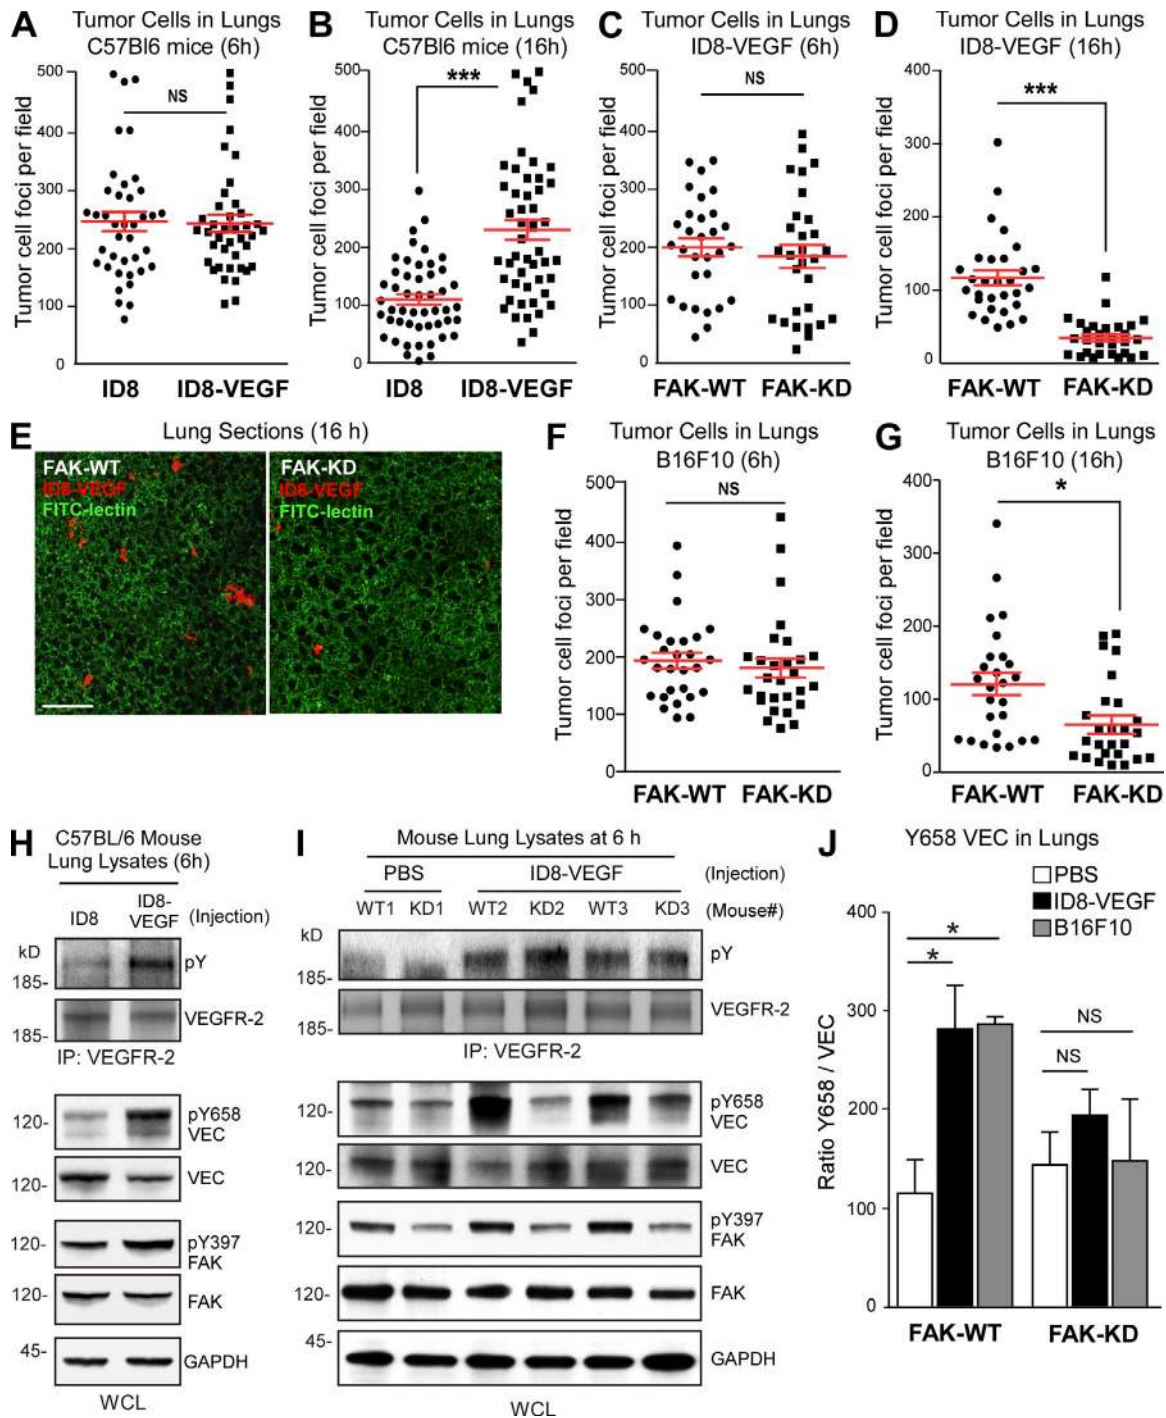 A
Tumor Cells in Lungs
C57Bl6 mice (6h)
Tumor cell foci per field
500
400
300
200
100
0
NS
ID8
ID8-VEGF
B
Tumor Cells in Lungs
C57Bl6 mice (16h)
Tumor cell foci per field
500
400
300
200
100
0
***
ID8
ID8-VEGF
C
Tumor Cells in Lungs
ID8-VEGF (6h)
Tumor cell foci per field
500
400
300
200
100
0
NS
FAK-WT
FAK-KD
D
Tumor Cells in Lungs
ID8-VEGF (16h)
Tumor cell foci per field
400
300
200
100
0
***
FAK-WT
FAK-KD
E
Lung Sections (16 h)
FAK-WT
ID8-VEGF
FITC-lectin
FAK-KD
ID8-VEGF
FITC-lectin
F
Tumor Cells in Lungs
B16F10 (6h)
Tumor cell foci per field
500
400
300
200
100
0
NS
FAK-WT
FAK-KD
G
Tumor Cells in Lungs
B16F10 (16h)
Tumor cell foci per field
400
300
200
100
0
*
FAK-WT
FAK-KD
H
C57BL/6 Mouse
Lung Lysates (6h)
ID8
ID8-
VEGF
(Injection)
kD
185-
pY
185-
VEGFR-2
IP: VEGFR-2
120-
pY658
VEC
120-
VEC
120-
pY397
FAK
120-
FAK
45-
GAPDH
WCL
I
Mouse Lung Lysates at 6 h
PBS
ID8-VEGF
(Injection)
WT1 KD1 WT2 KD2 WT3 KD3
(Mouse#)
kD
185-
pY
185-
VEGFR-2
IP: VEGFR-2
120-
pY658
VEC
120-
VEC
120-
pY397
FAK
120-
FAK
45-
GAPDH
WCL
J
Y658 VEC in Lungs
PBS
ID8-VEGF
B16F10
Ratio Y658 / VEC
400
300
200
100
0
*
*
NS
NS
FAK-WT
FAK-KD